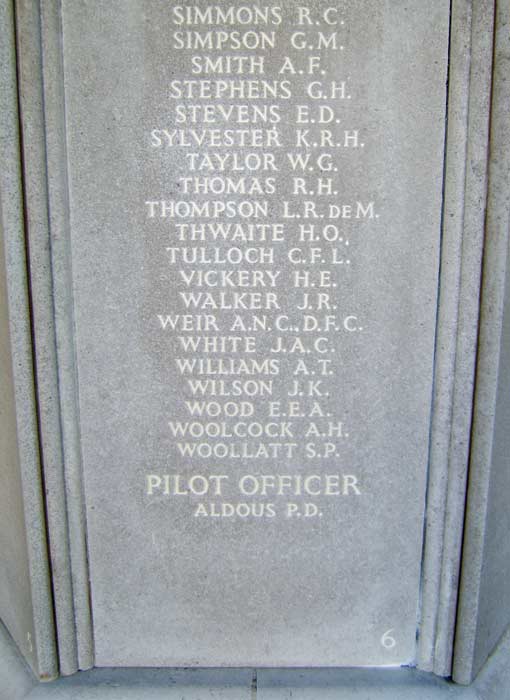 SIMMONS R.C.
SIMPSON G.M.
SMITH A.F.
STEPHENS G.H.
STEVENS E.D.
SYLVESTER K.R.H.
TAYLOR W.G.
THOMAS R.H.
THOMPSON L.R.DEM.
THWAITE H.O.
TULLOCH C.F.L.
VICKERY H.E.
WALKER J.R.
WEIR A.N.C., D.F.C.
WHITE J.A.C.
WILLIAMS A.T.
WILSON J.K.
WOOD E.E.A.
WOOLCOCK A.H.
WOOLLATT S.P.
PILOT OFFICER
ALDOUS P.D.
6